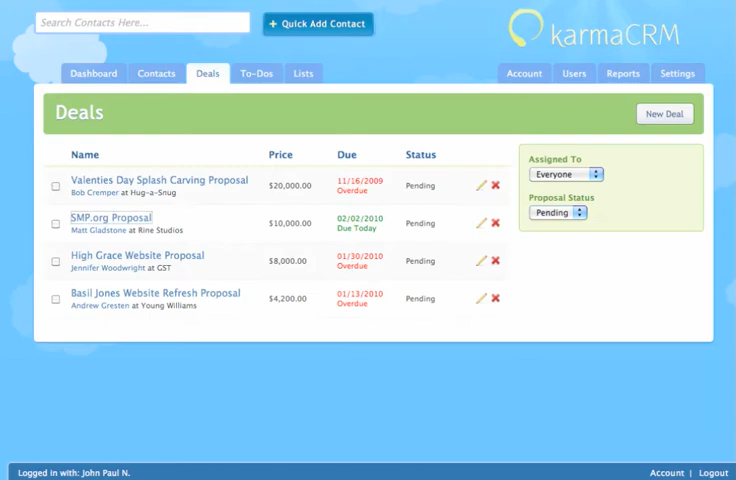 Search Contacts Here...
+ Quick Add Contact
karmaCRM
Dashboard Contacts Deals To-Dos Lists Account Users Reports Settings
Deals
New Deal
Name Price Due Status
Assigned To
Everyone
Proposal Status
Pending
Valenties Day Splash Carving Proposal
Bob Cremper at Hug-a-Snug
$20,000.00
11/16/2009
Overdue
Pending
SMP.org Proposal
Matt Gladstone at Rine Studios
$10,000.00
02/02/2010
Due Today
Pending
High Grace Website Proposal
Jennifer Woodwright at GST
$8,000.00
01/30/2010
Overdue
Pending
Basil Jones Website Refresh Proposal
Andrew Gresten at Young Williams
$4,200.00
01/13/2010
Overdue
Pending
Logged in with: John Paul N.
Account | Logout